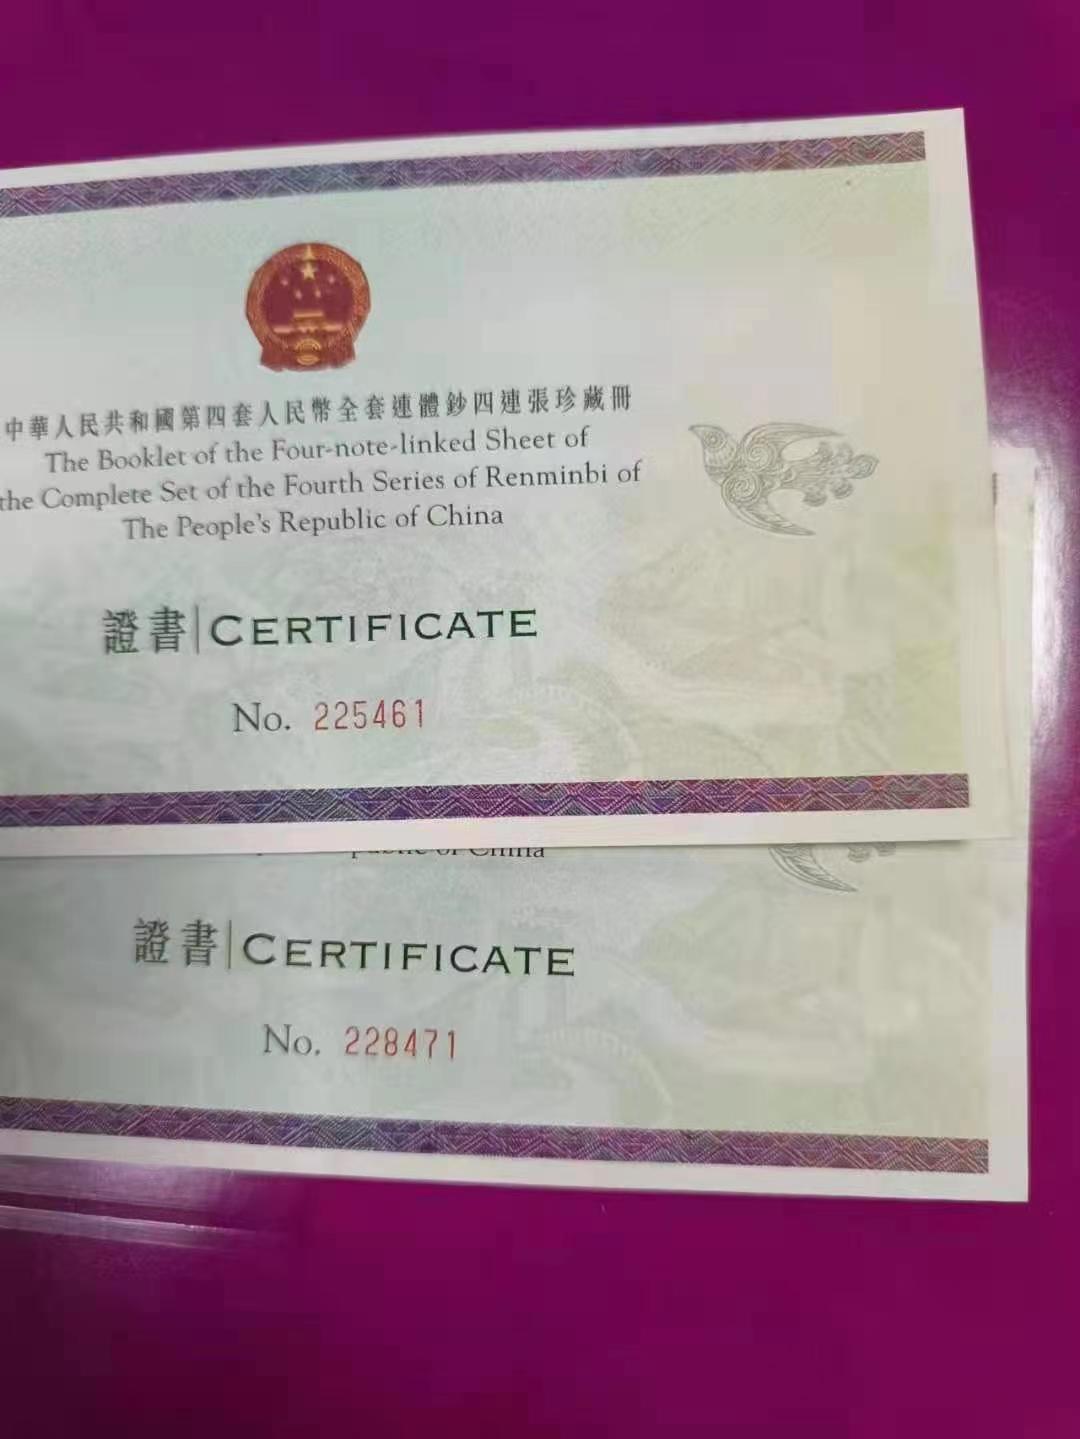 中華人民共和國第四套人民幣全套連體鈔四連張珍藏冊
The Booklet of the Four-note-linked Sheet of
the Complete Set of the Fourth Series of Renminbi of
The People's Republic of China
證書|CERTIFICATE
No. 225461
of China
證書|CERTIFICATE
No. 228471